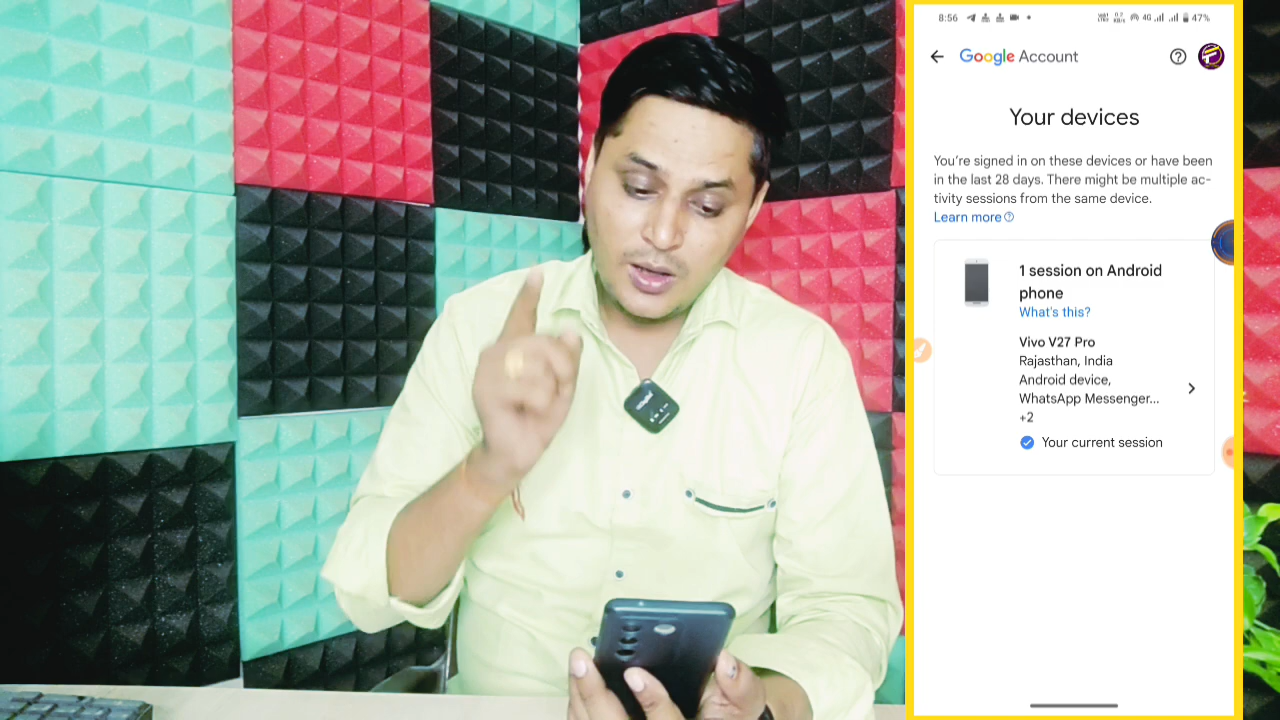 8:56
4G
47%
Google Account
Your devices
You're signed in on these devices or have been
in the last 28 days. There might be multiple ac-
tivity sessions from the same device.
Learn more
1 session on Android
phone
What's this?
Vivo V27 Pro
Rajasthan, India
Android device,
WhatsApp Messenger...
+2
Your current session